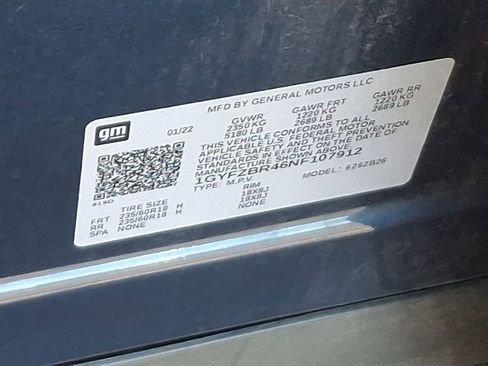 MFD BY GENERAL MOTORS LLC
gm
01/22
GVWR GAWR FRT GAWR RR
2350 KG 1220 KG 1220 KG
5180 LB 2689 LB 2689 LB
THIS VEHICLE CONFORMS TO ALL
APPLICABLE U.S. FEDERAL MOTOR
VEHICLE SAFETY AND THEFT PREVENTION
STANDARDS IN EFFECT ON THE DATE OF
MANUFACTURE SHOWN ABOVE.
1GYFZBR46NF107912
TYPE: M.P.V. MODEL: 6262B26
619D
TIRE SIZE RIM
FRT 235/60R18 H 18X8J
RR 235/60R18 H 18X8J
SPA NONE NONE